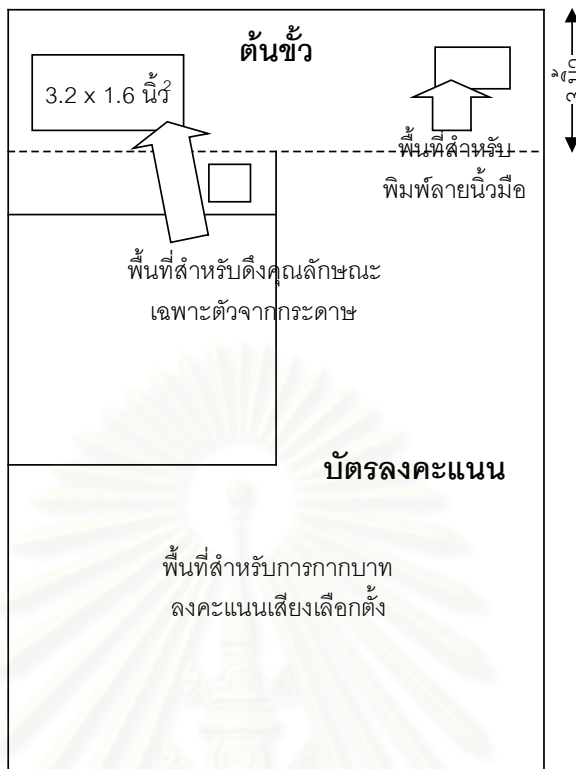 ต้นขั้ว
3.2 x 1.6 นิ้ว²
3 นิ้ว
พื้นที่สำหรับ
พิมพ์ลายนิ้วมือ
พื้นที่สำหรับดึงคุณลักษณะ
เฉพาะตัวจากกระดาษ
บัตรลงคะแนน
พื้นที่สำหรับการกากบาท
ลงคะแนนเสียงเลือกตั้ง